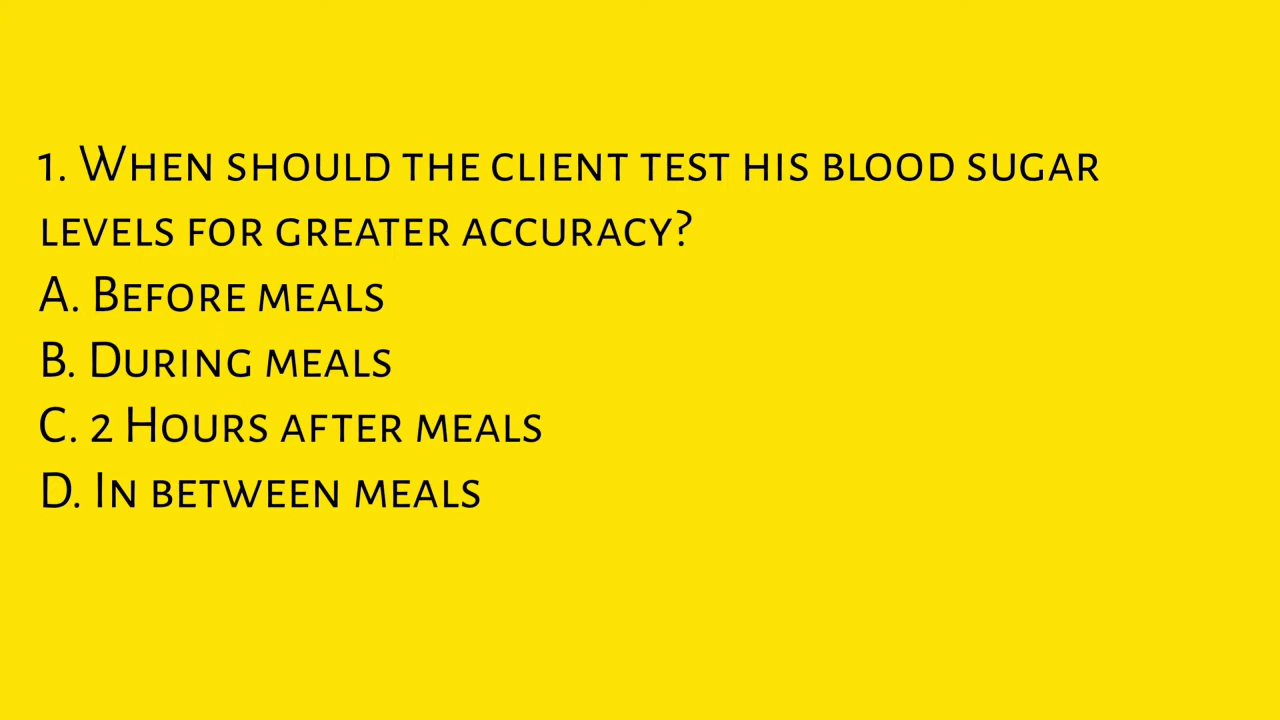 1. When should the client test his blood sugar
levels for greater accuracy?
A. Before meals
B. During meals
C. 2 Hours after meals
D. In between meals